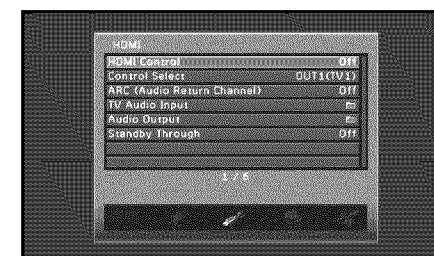 HDMI
HDMI Control Off
Control Select OUT1(TV1)
ARC (Audio Return Channel) Off
TV Audio Input
Audio Output
Standby Through Off
1 / 6